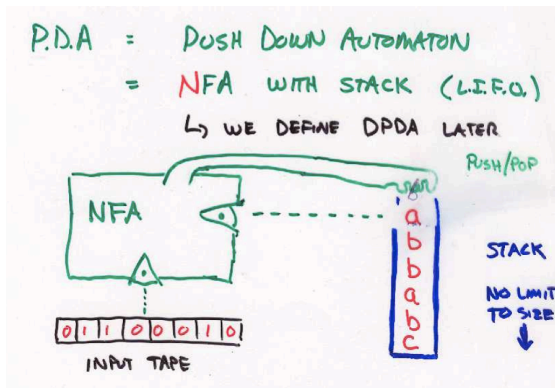 P.D.A = PUSH DOWN AUTOMATON
= NFA WITH STACK (L.I.F.O.)
↳ WE DEFINE DPDA LATER
PUSH/POP
NFA
a
b
b
a
b
c
STACK
NO LIMIT
TO SIZE
0 1 1 0 0 0 1 0
INPUT TAPE